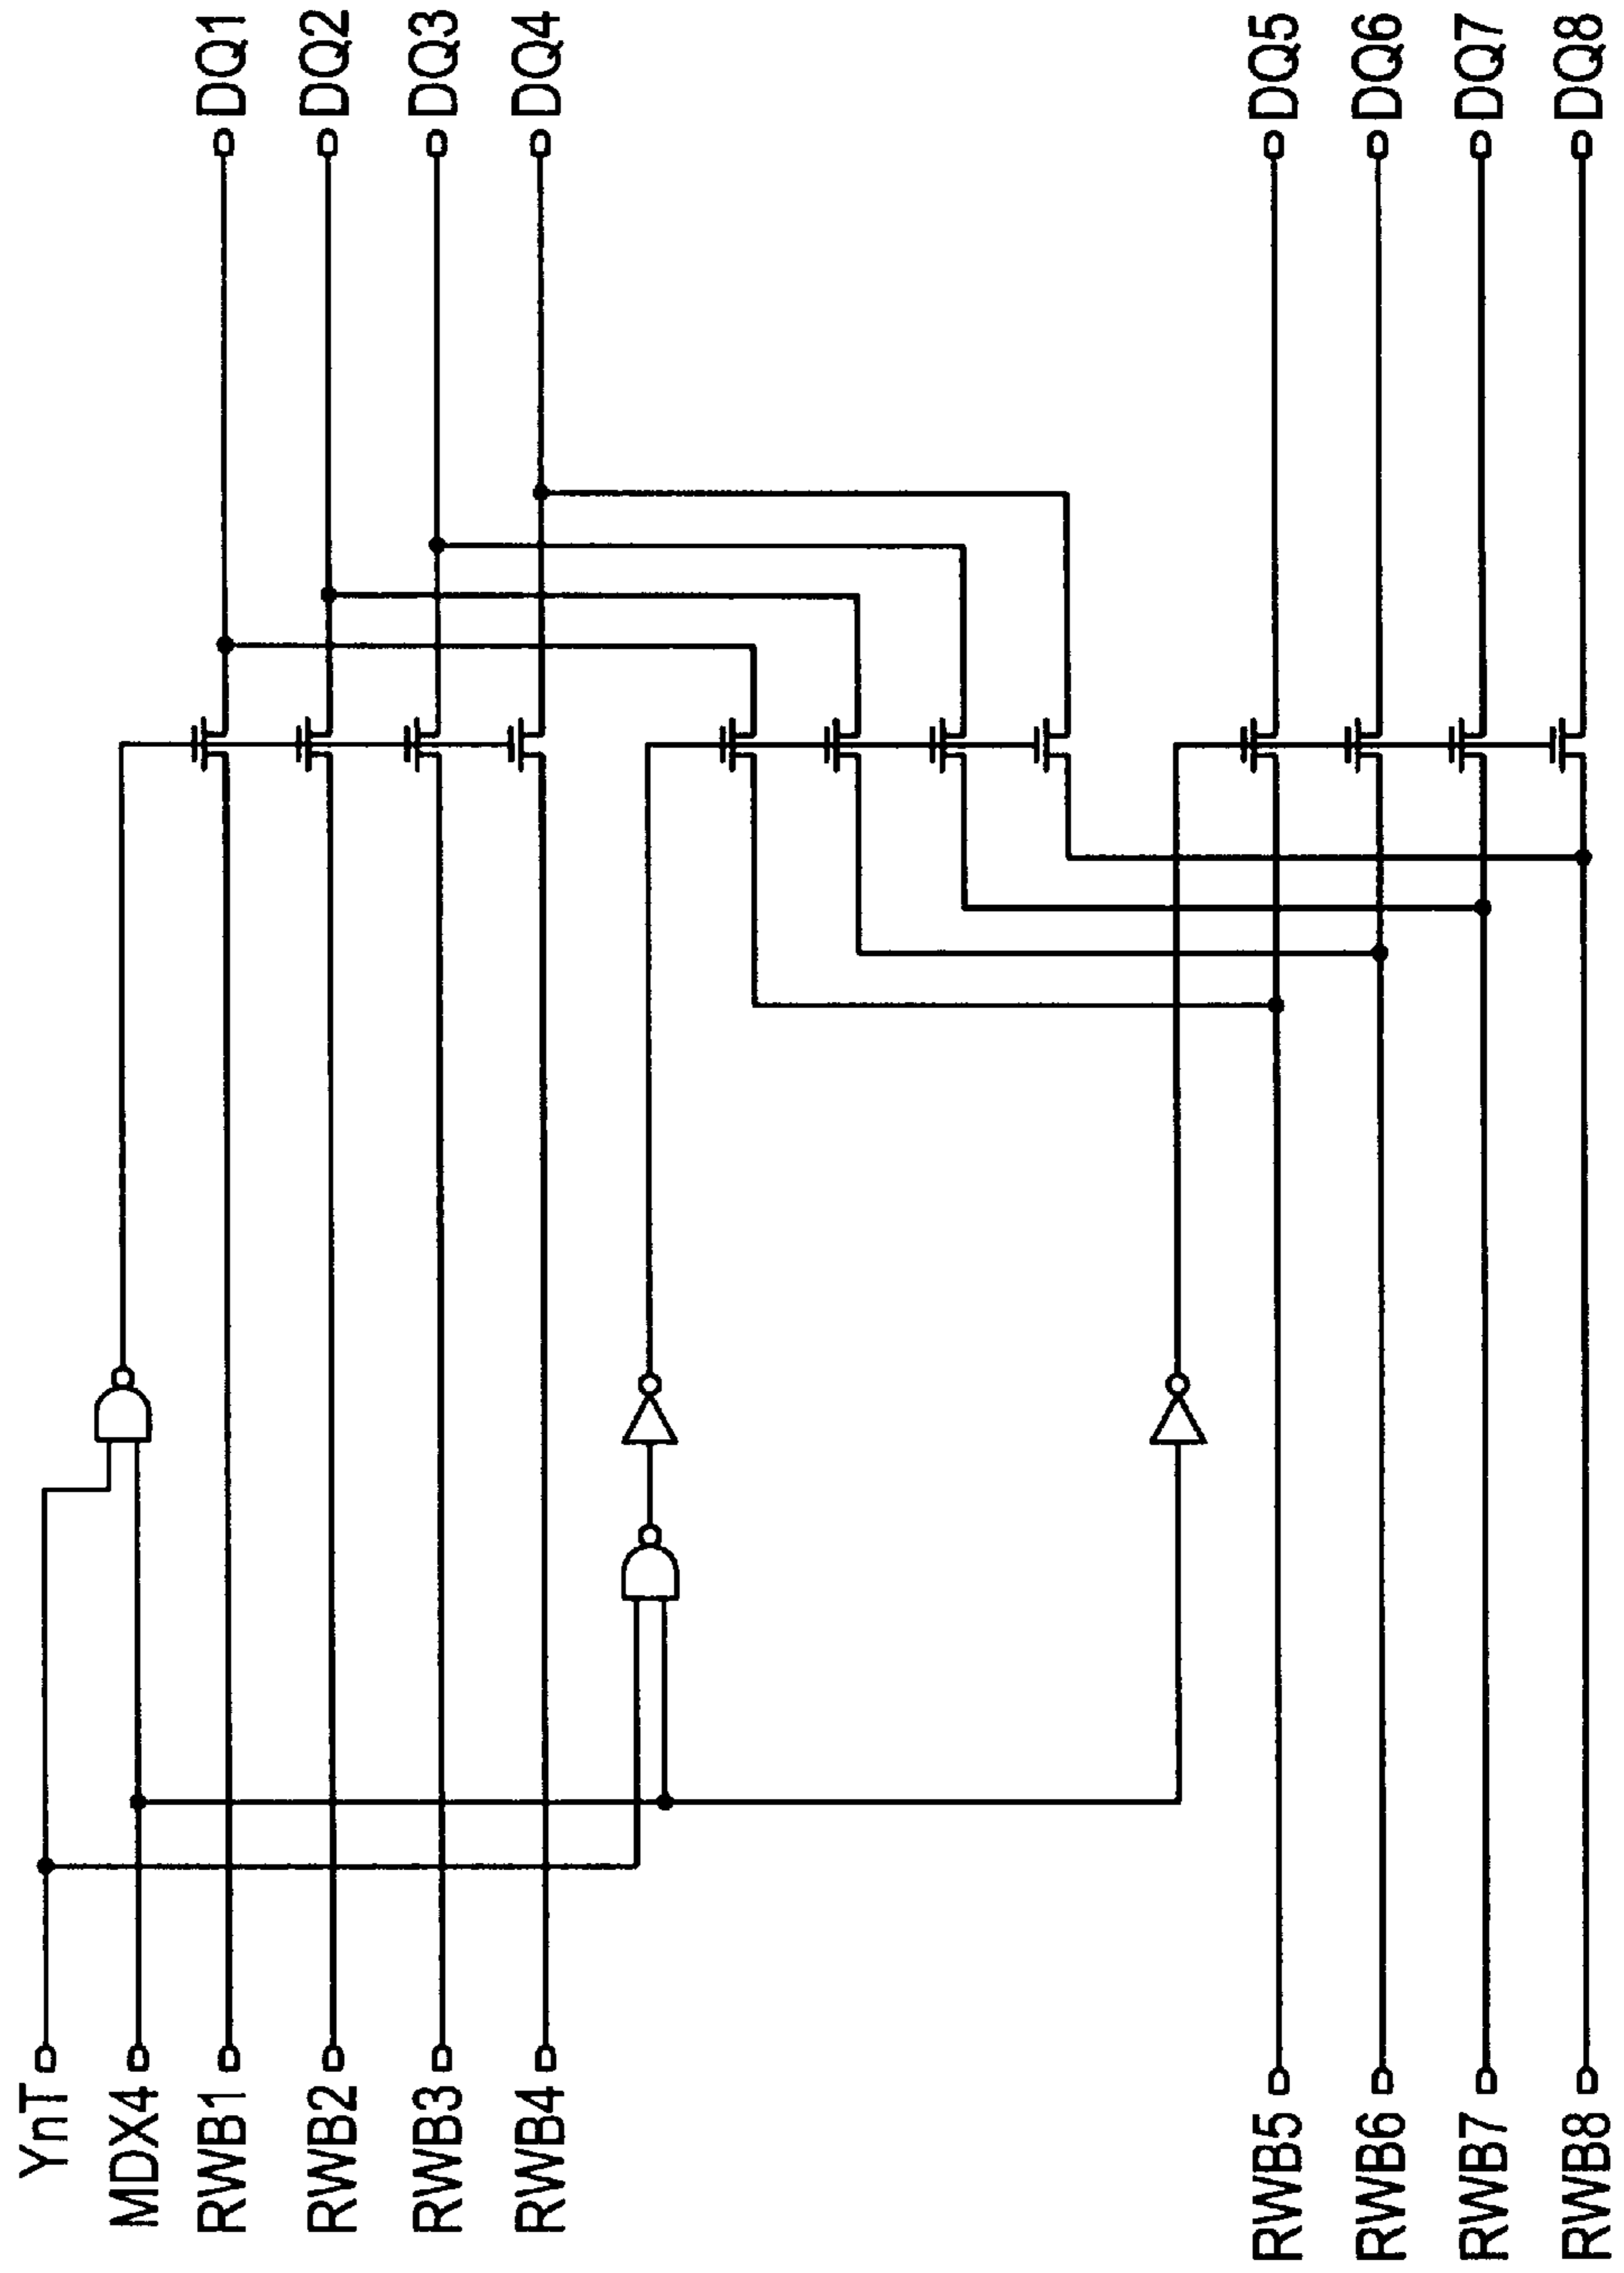 YnT
MDX4
RWB1
RWB2
RWB3
RWB4
RWB5
RWB6
RWB7
RWB8
DQ1
DQ2
DQ3
DQ4
DQ5
DQ6
DQ7
DQ8